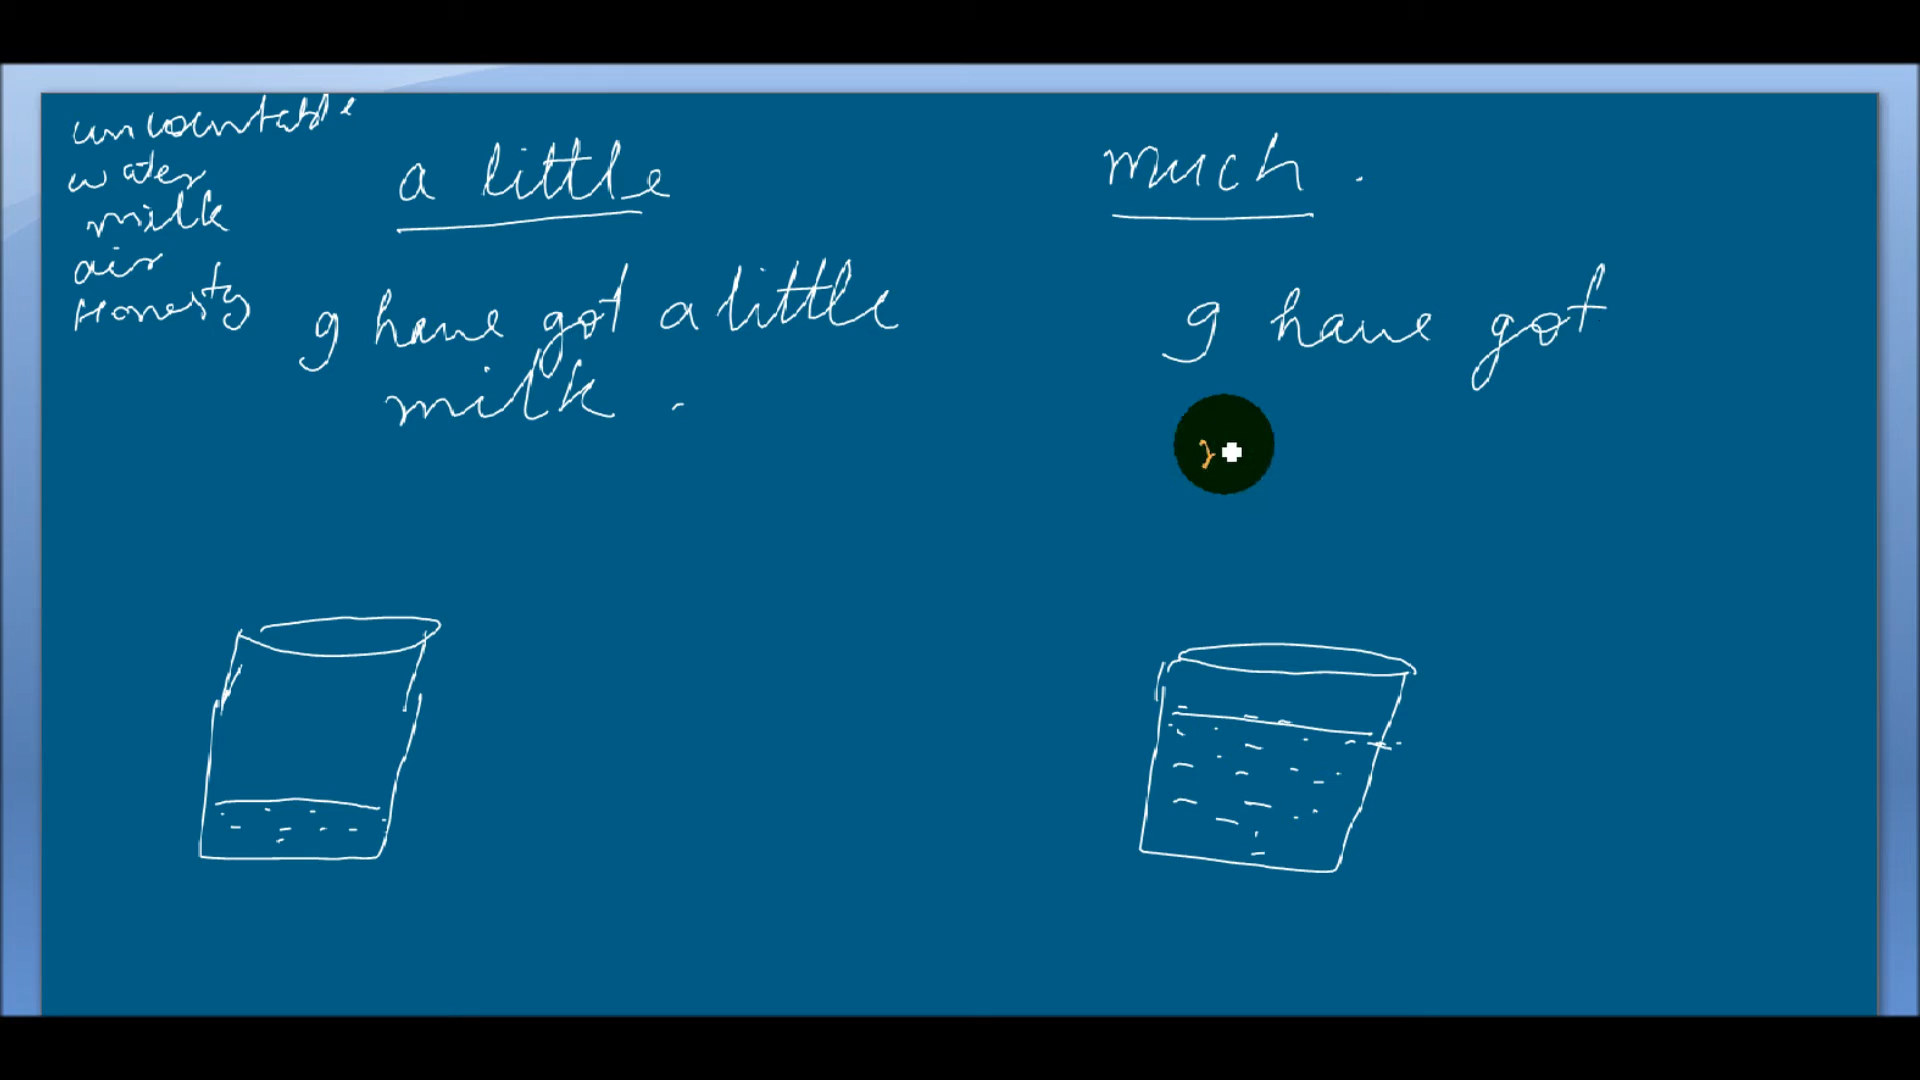 uncountable
water
milk
air
Honesty
a little
I have got a little
milk .
much .
I have got